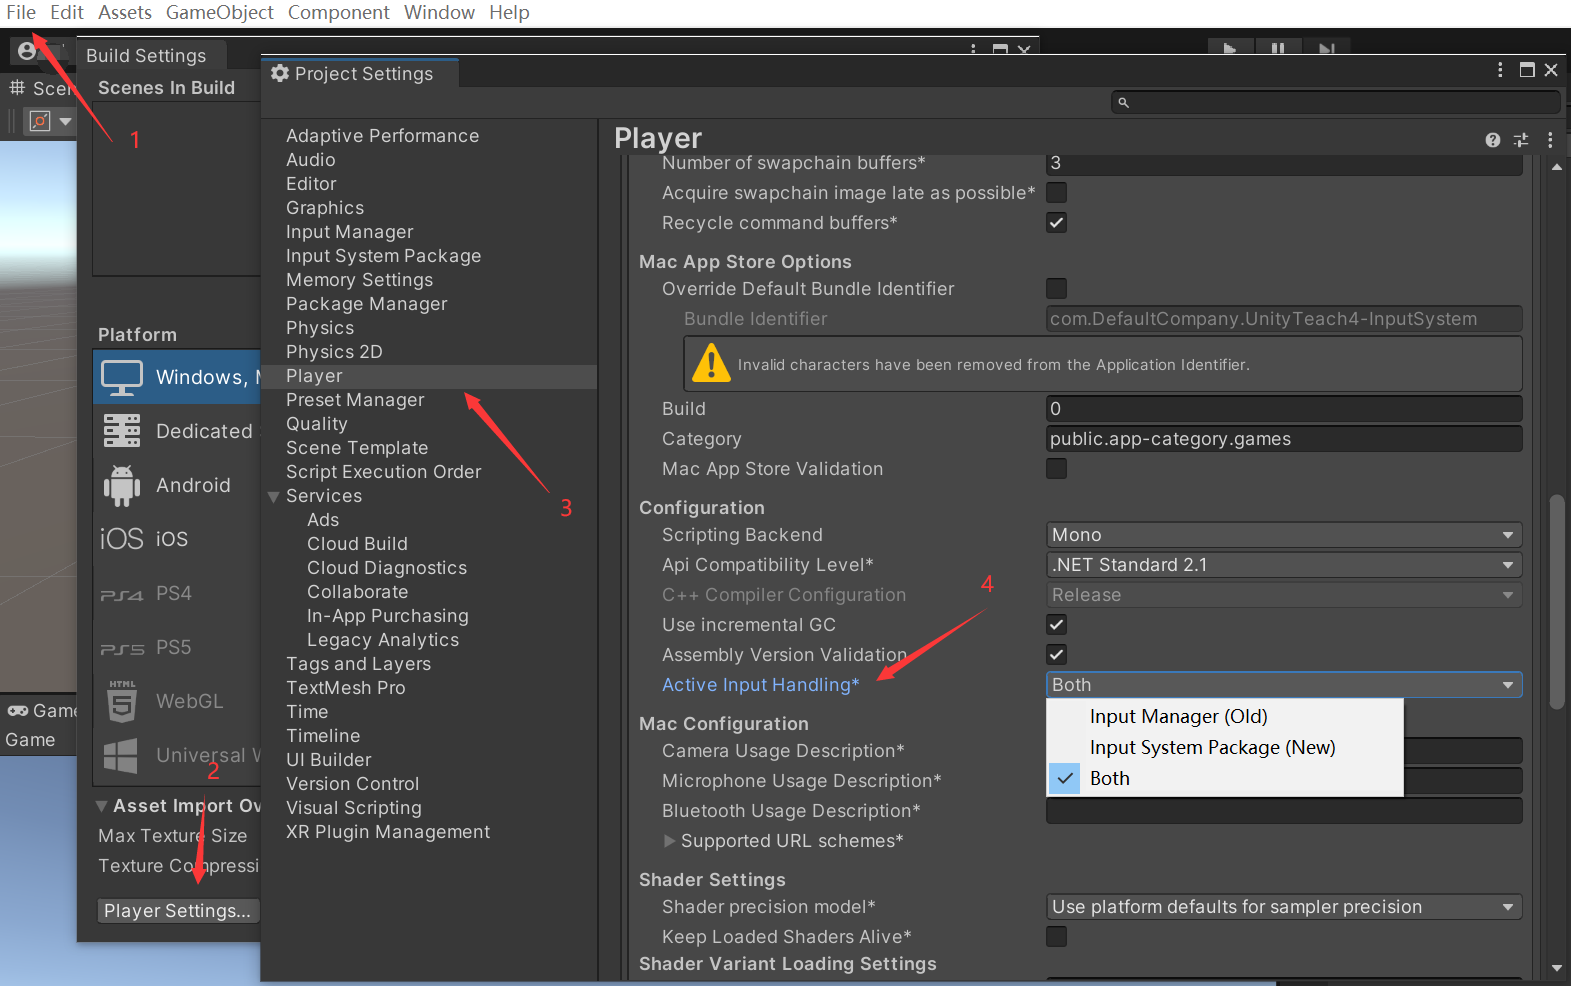 File Edit Assets GameObject Component Window Help
Build Settings
Project Settings
Scenes In Build
1
Adaptive Performance
Audio
Editor
Graphics
Input Manager
Input System Package
Memory Settings
Package Manager
Physics
Physics 2D
Player
Preset Manager
Quality
Scene Template
Script Execution Order
Services
Ads
Cloud Build
Cloud Diagnostics
Collaborate
In-App Purchasing
Legacy Analytics
Tags and Layers
TextMesh Pro
Time
Timeline
UI Builder
Version Control
Visual Scripting
XR Plugin Management
3
Platform
Windows,
Dedicated
Android
iOS iOS
PS4 PS4
PS5 PS5
HTML 5 WebGL
Universal
2
Game
Game
Asset Import
Max Texture Size
Texture
Player Settings...
Player
Number of swapchain buffers* 3
Acquire swapchain image late as possible*
Recycle command buffers*
Mac App Store Options
Override Default Bundle Identifier
Bundle Identifier com.DefaultCompany.UnityTeach4-InputSystem
Invalid characters have been removed from the Application Identifier.
Build 0
Category public.app-category.games
Mac App Store Validation
Configuration
Scripting Backend Mono
Api Compatibility Level* .NET Standard 2.1
4
C++ Compiler Configuration Release
Use incremental GC
Assembly Version Validation
Active Input Handling* Both
Input Manager (Old)
Input System Package (New)
Both
Mac Configuration
Camera Usage Description*
Microphone Usage Description*
Bluetooth Usage Description*
Supported URL schemes*
Shader Settings
Shader precision model* Use platform defaults for sampler precision
Keep Loaded Shaders Alive*
Shader Variant Loading Settings